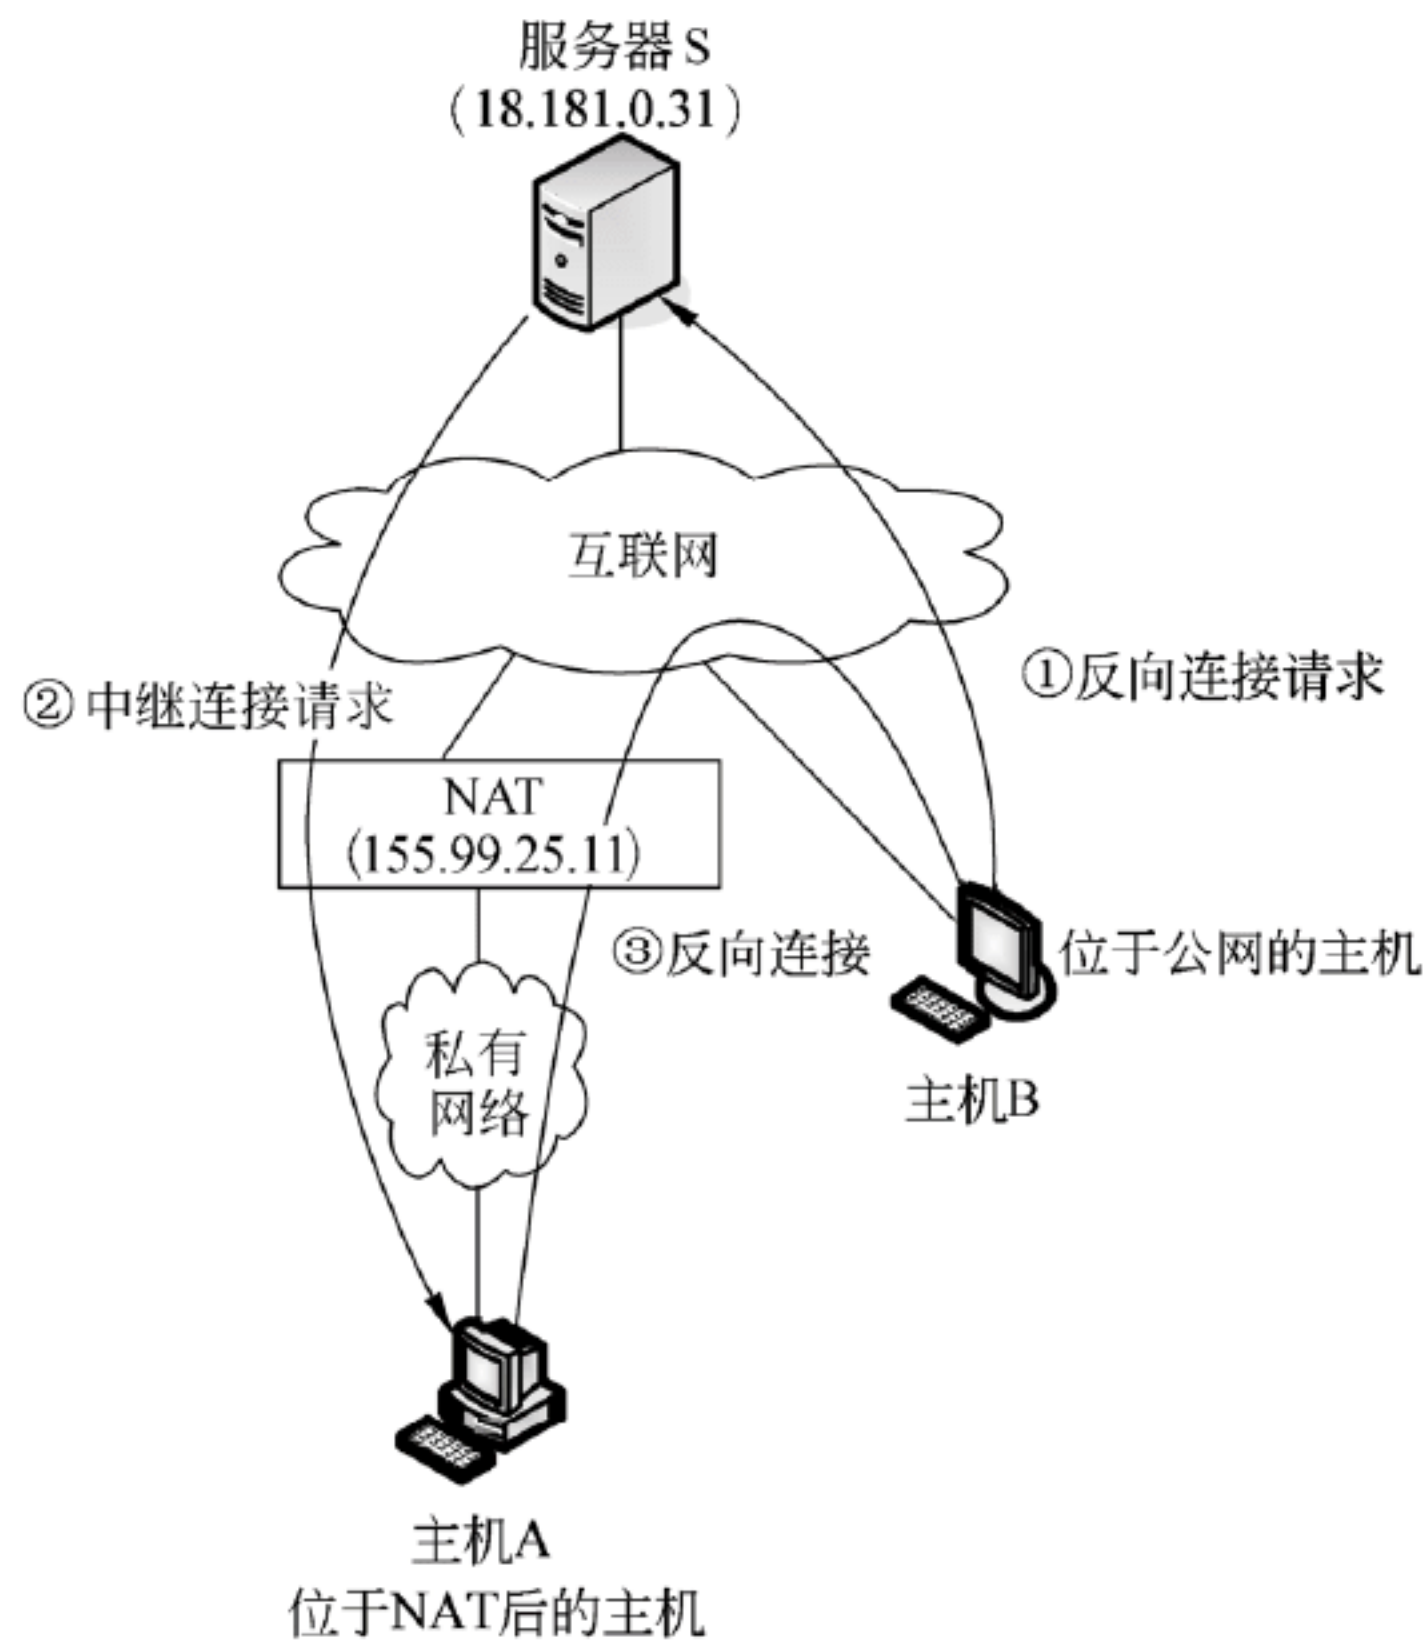 服务器S
(18.181.0.31)
互联网
①反向连接请求
②中继连接请求
NAT
(155.99.25.11)
③反向连接
位于公网的主机
私有
网络
主机B
主机A
位于NAT后的主机